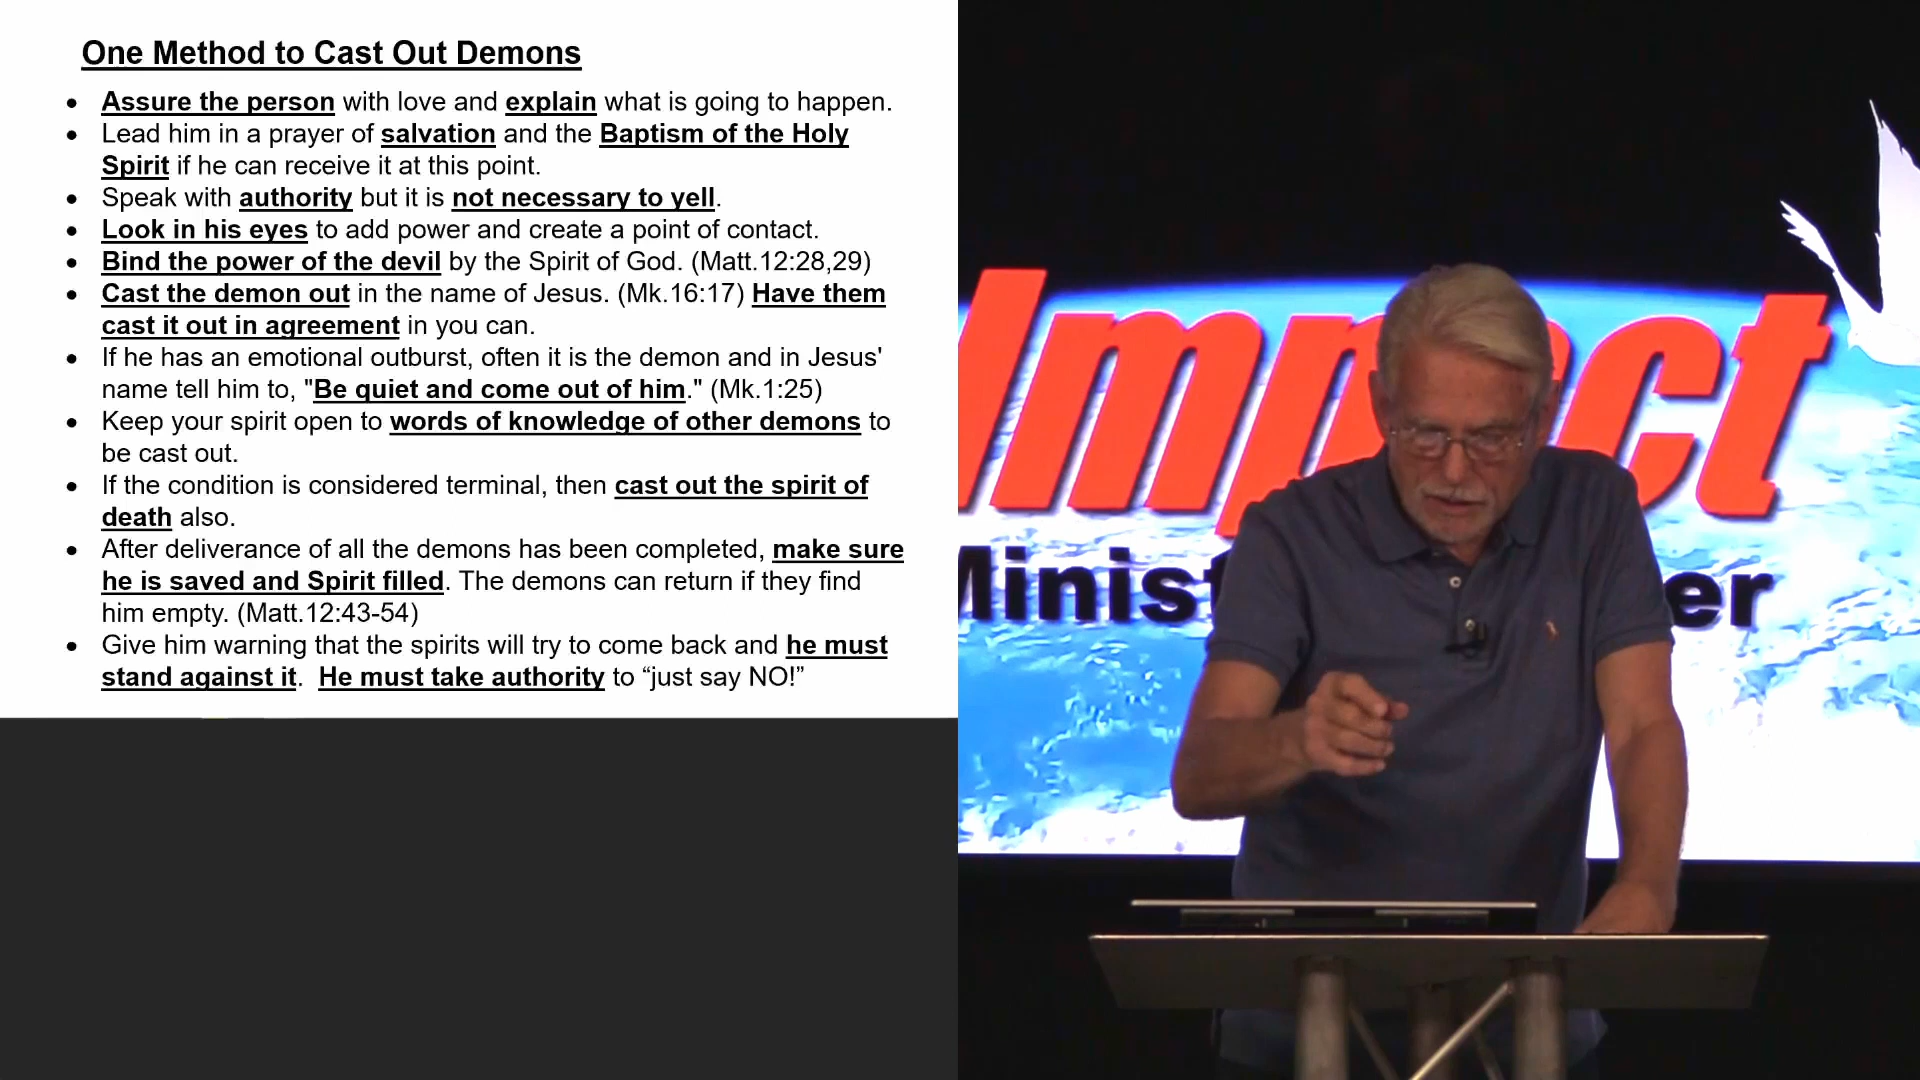 One Method to Cast Out Demons
• Assure the person with love and explain what is going to happen.
• Lead him in a prayer of salvation and the Baptism of the Holy
Spirit if he can receive it at this point.
• Speak with authority but it is not necessary to yell.
• Look in his eyes to add power and create a point of contact.
• Bind the power of the devil by the Spirit of God. (Matt.12:28,29)
• Cast the demon out in the name of Jesus. (Mk.16:17) Have them
cast it out in agreement in you can.
• If he has an emotional outburst, often it is the demon and in Jesus'
name tell him to, "Be quiet and come out of him." (Mk.1:25)
• Keep your spirit open to words of knowledge of other demons to
be cast out.
• If the condition is considered terminal, then cast out the spirit of
death also.
• After deliverance of all the demons has been completed, make sure
he is saved and Spirit filled. The demons can return if they find
him empty. (Matt.12:43-54)
• Give him warning that the spirits will try to come back and he must
stand against it. He must take authority to “just say NO!”
Impact